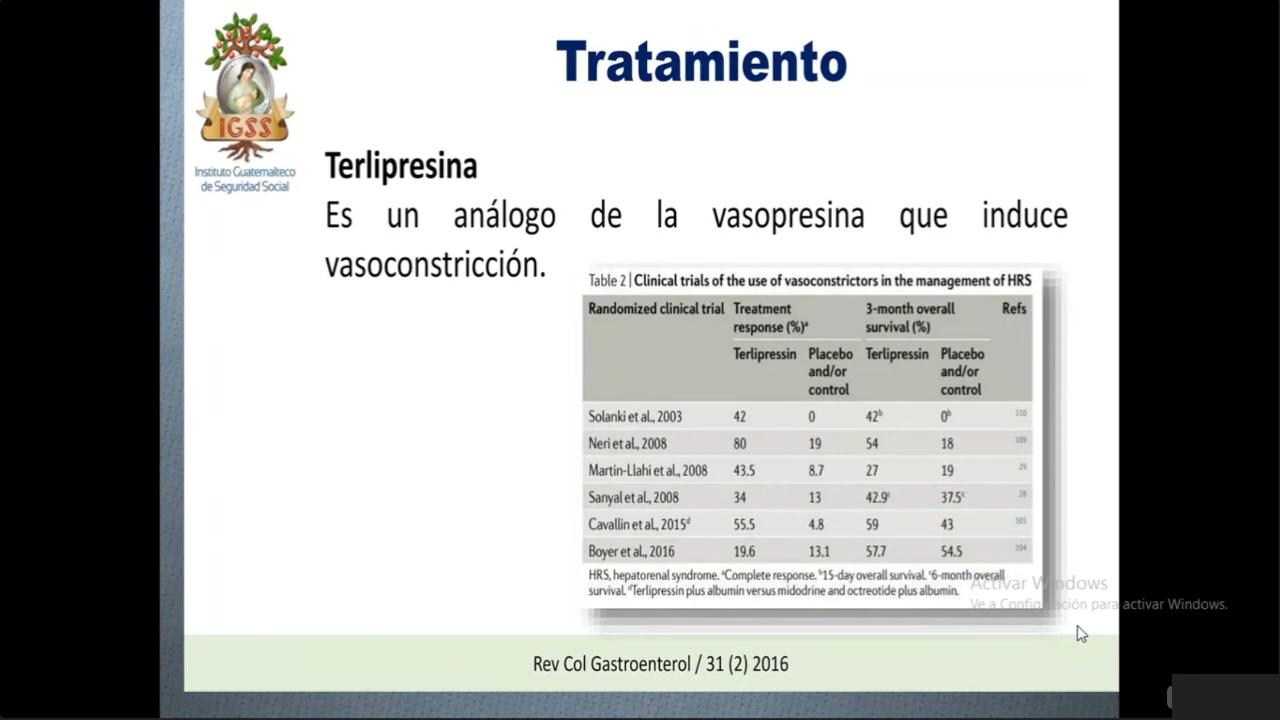 Tratamiento
IGSS
Instituto Guatemalteco
de Seguridad Social
Terlipresina
Es un análogo de la vasopresina que induce
vasoconstricción.
Table 2 | Clinical trials of the use of vasoconstrictors in the management of HRS
Randomized clinical trial Treatment response (%)ᵃ 3-month overall survival (%) Refs
Terlipressin Placebo and/or control Terlipressin Placebo and/or control
Solanki et al., 2003 42 0 42ᵇ 0ᵇ 110
Neri et al., 2008 80 19 54 18 109
Martin-Llahi et al., 2008 43.5 8.7 27 19 29
Sanyal et al., 2008 34 13 42.9ᶜ 37.5ᶜ 28
Cavallin et al., 2015ᵈ 55.5 4.8 59 43 103
Boyer et al., 2016 19.6 13.1 57.7 54.5 104
HRS, hepatorenal syndrome. ᵃComplete response. ᵇ15-day overall survival. ᶜ6-month overall
survival. ᵈTerlipressin plus albumin versus midodrine and octreotide plus albumin.
Activar Windows
Ve a Configuración para activar Windows.
Rev Col Gastroenterol / 31 (2) 2016